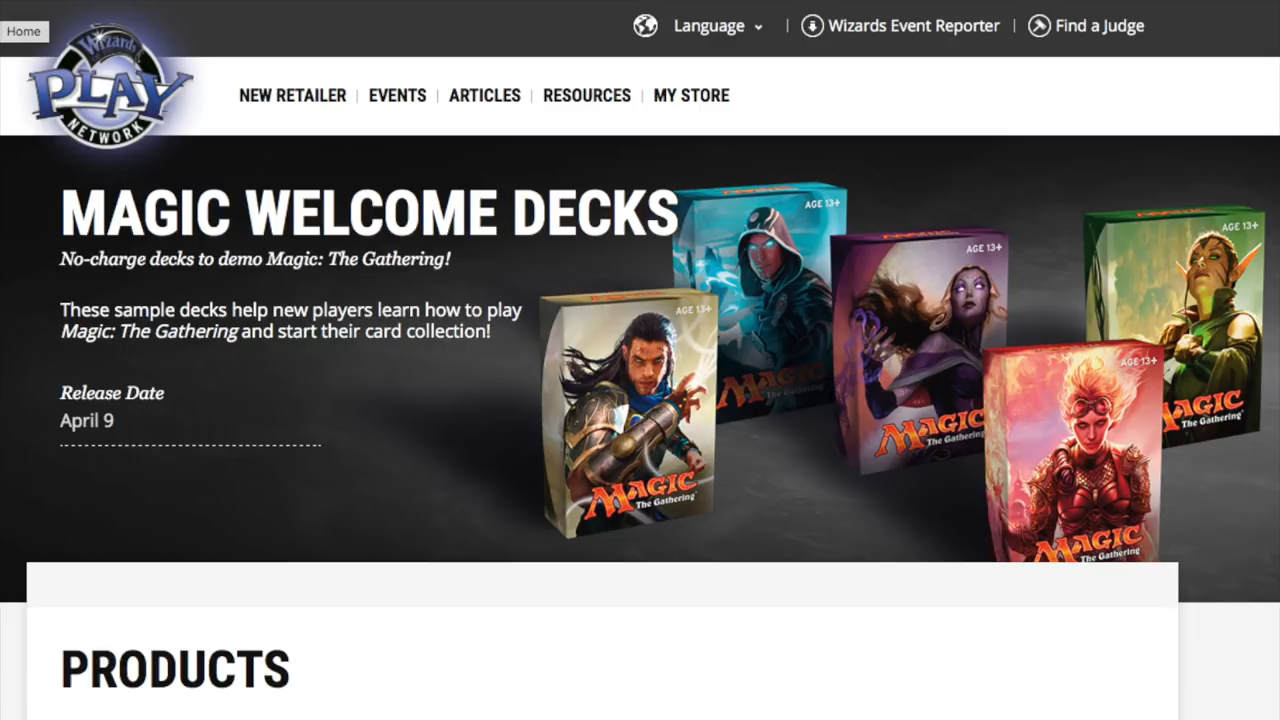 Home
Language
Wizards Event Reporter
Find a Judge
Wizards
PLAY
NETWORK
NEW RETAILER
EVENTS
ARTICLES
RESOURCES
MY STORE
MAGIC WELCOME DECKS
No-charge decks to demo Magic: The Gathering!
These sample decks help new players learn how to play
Magic: The Gathering and start their card collection!
Release Date
April 9
AGE 13+
MAGIC
The Gathering
AGE 13+
MAGIC
The Gathering
AGE 13+
MAGIC
The Gathering
AGE 13+
MAGIC
The Gathering
AGE 13+
MAGIC
The Gathering
PRODUCTS